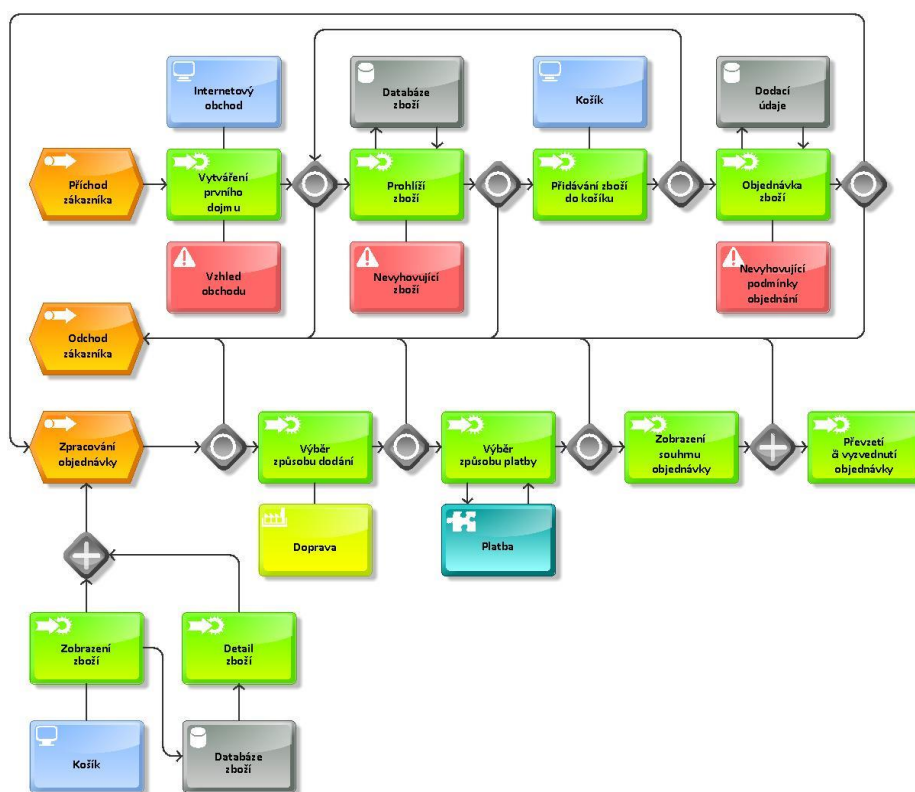 Internetový
obchod
Databáze
zboží
Košík
Dodací
údaje
Příchod
zákazníka
Vytváření
prvního
dojmu
Prohlíží
zboží
Přidávání zboží
do košíku
Objednávka
zboží
Vzhled
obchodu
Nevyhovující
zboží
Nevyhovující
podmínky
objednání
Odchod
zákazníka
Zpracování
objednávky
Výběr
způsobu dodání
Výběr
způsobu platby
Zobrazení
souhrnu
objednávky
Převzetí
či vyzvednutí
objednávky
Doprava
Platba
Zobrazení
zboží
Detail
zboží
Košík
Databáze
zboží